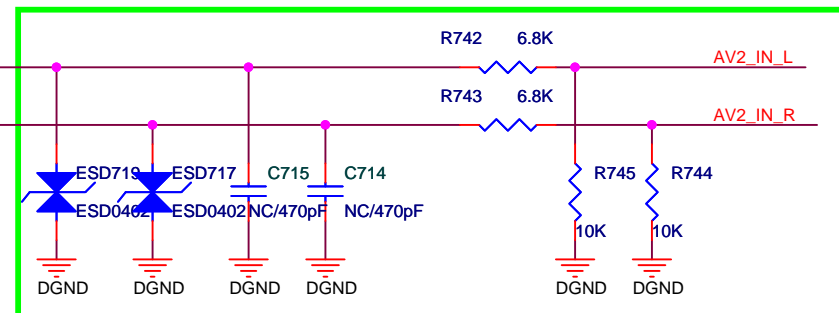 R742 6.8K
AV2_IN_L
R743 6.8K
AV2_IN_R
ESD719 ESD717 C715 C714 R745 R744
ESD0402 ESD0402 NC/470pF NC/470pF
10K 10K
DGND DGND DGND DGND DGND DGND